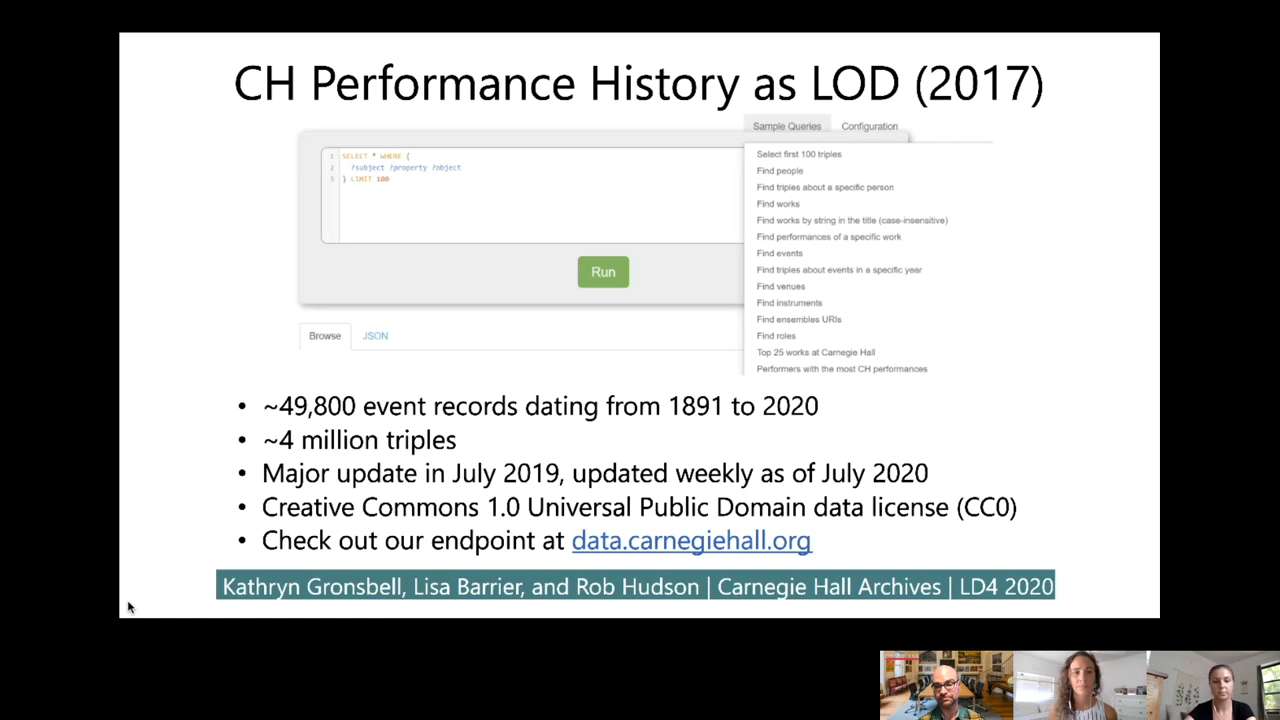 CH Performance History as LOD (2017)
Sample Queries
Configuration
1 SELECT * WHERE {
2 ?subject ?property ?object
3 } LIMIT 100
Run
Browse
JSON
Select first 100 triples
Find people
Find triples about a specific person
Find works
Find works by string in the title (case-insensitive)
Find performances of a specific work
Find events
Find triples about events in a specific year
Find venues
Find instruments
Find ensembles URIs
Find roles
Top 25 works at Carnegie Hall
Performers with the most CH performances
• ~49,800 event records dating from 1891 to 2020
• ~4 million triples
• Major update in July 2019, updated weekly as of July 2020
• Creative Commons 1.0 Universal Public Domain data license (CC0)
• Check out our endpoint at data.carnegiehall.org
Kathryn Gronsbell, Lisa Barrier, and Rob Hudson | Carnegie Hall Archives | LD4 2020